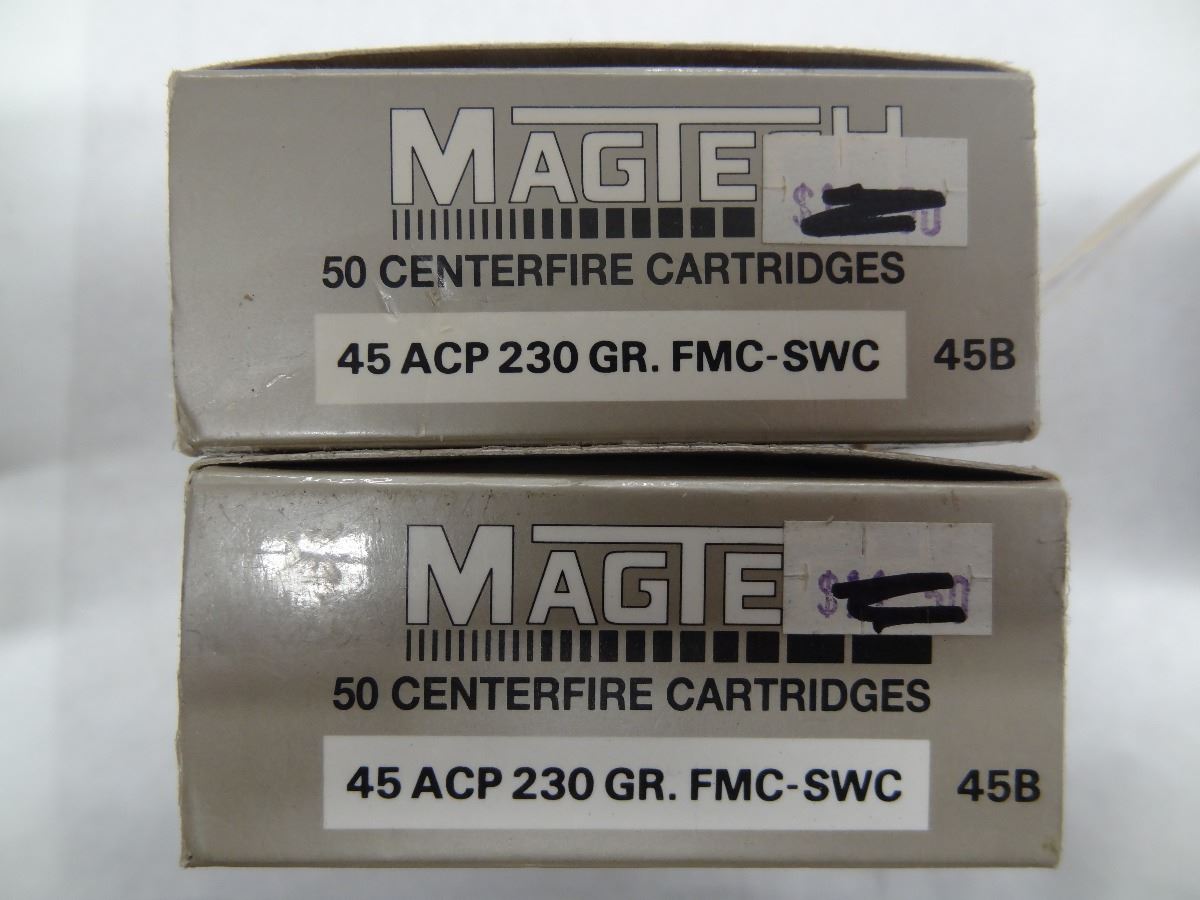 MAGTECH
50 CENTERFIRE CARTRIDGES
45 ACP 230 GR. FMC-SWC 45B
MAGTE
50 CENTERFIRE CARTRIDGES
45 ACP 230 GR. FMC-SWC 45B